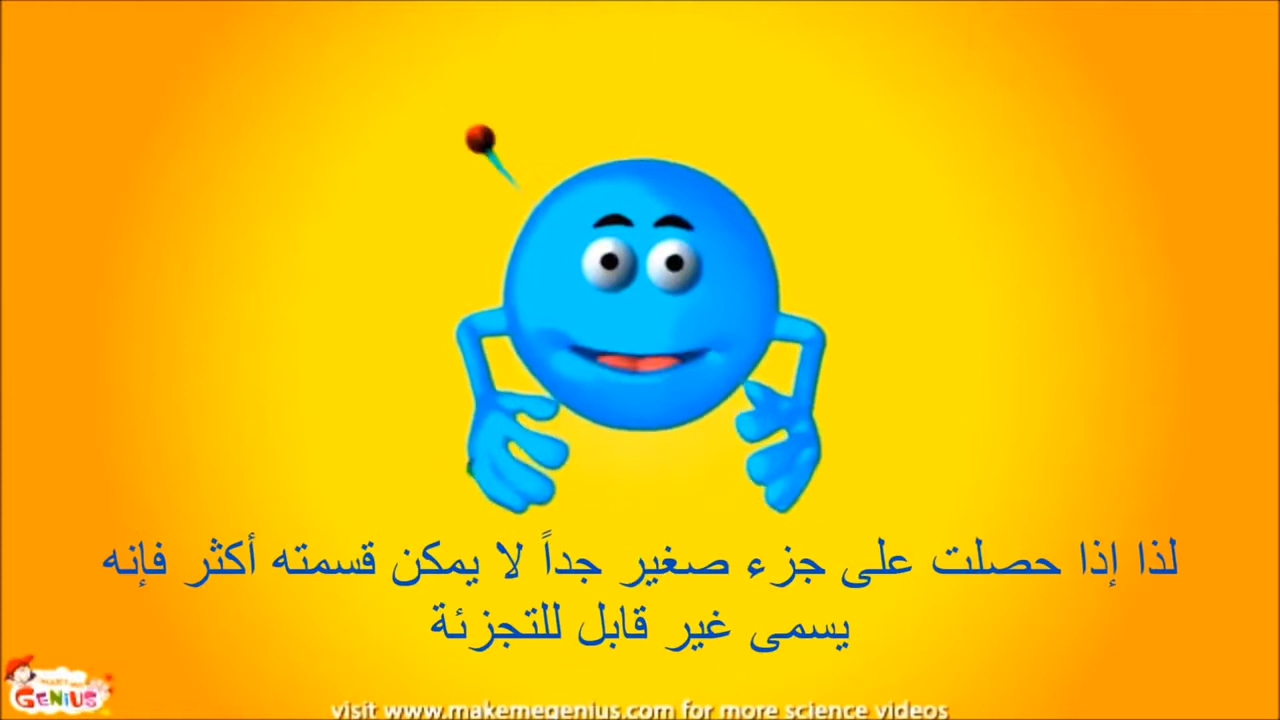 لذا إذا حصلت على جزء صغير جداً لا يمكن قسمته أكثر فإنه
يسمى غير قابل للتجزئة
GENIUS
visit www.makemegenius.com for more science videos